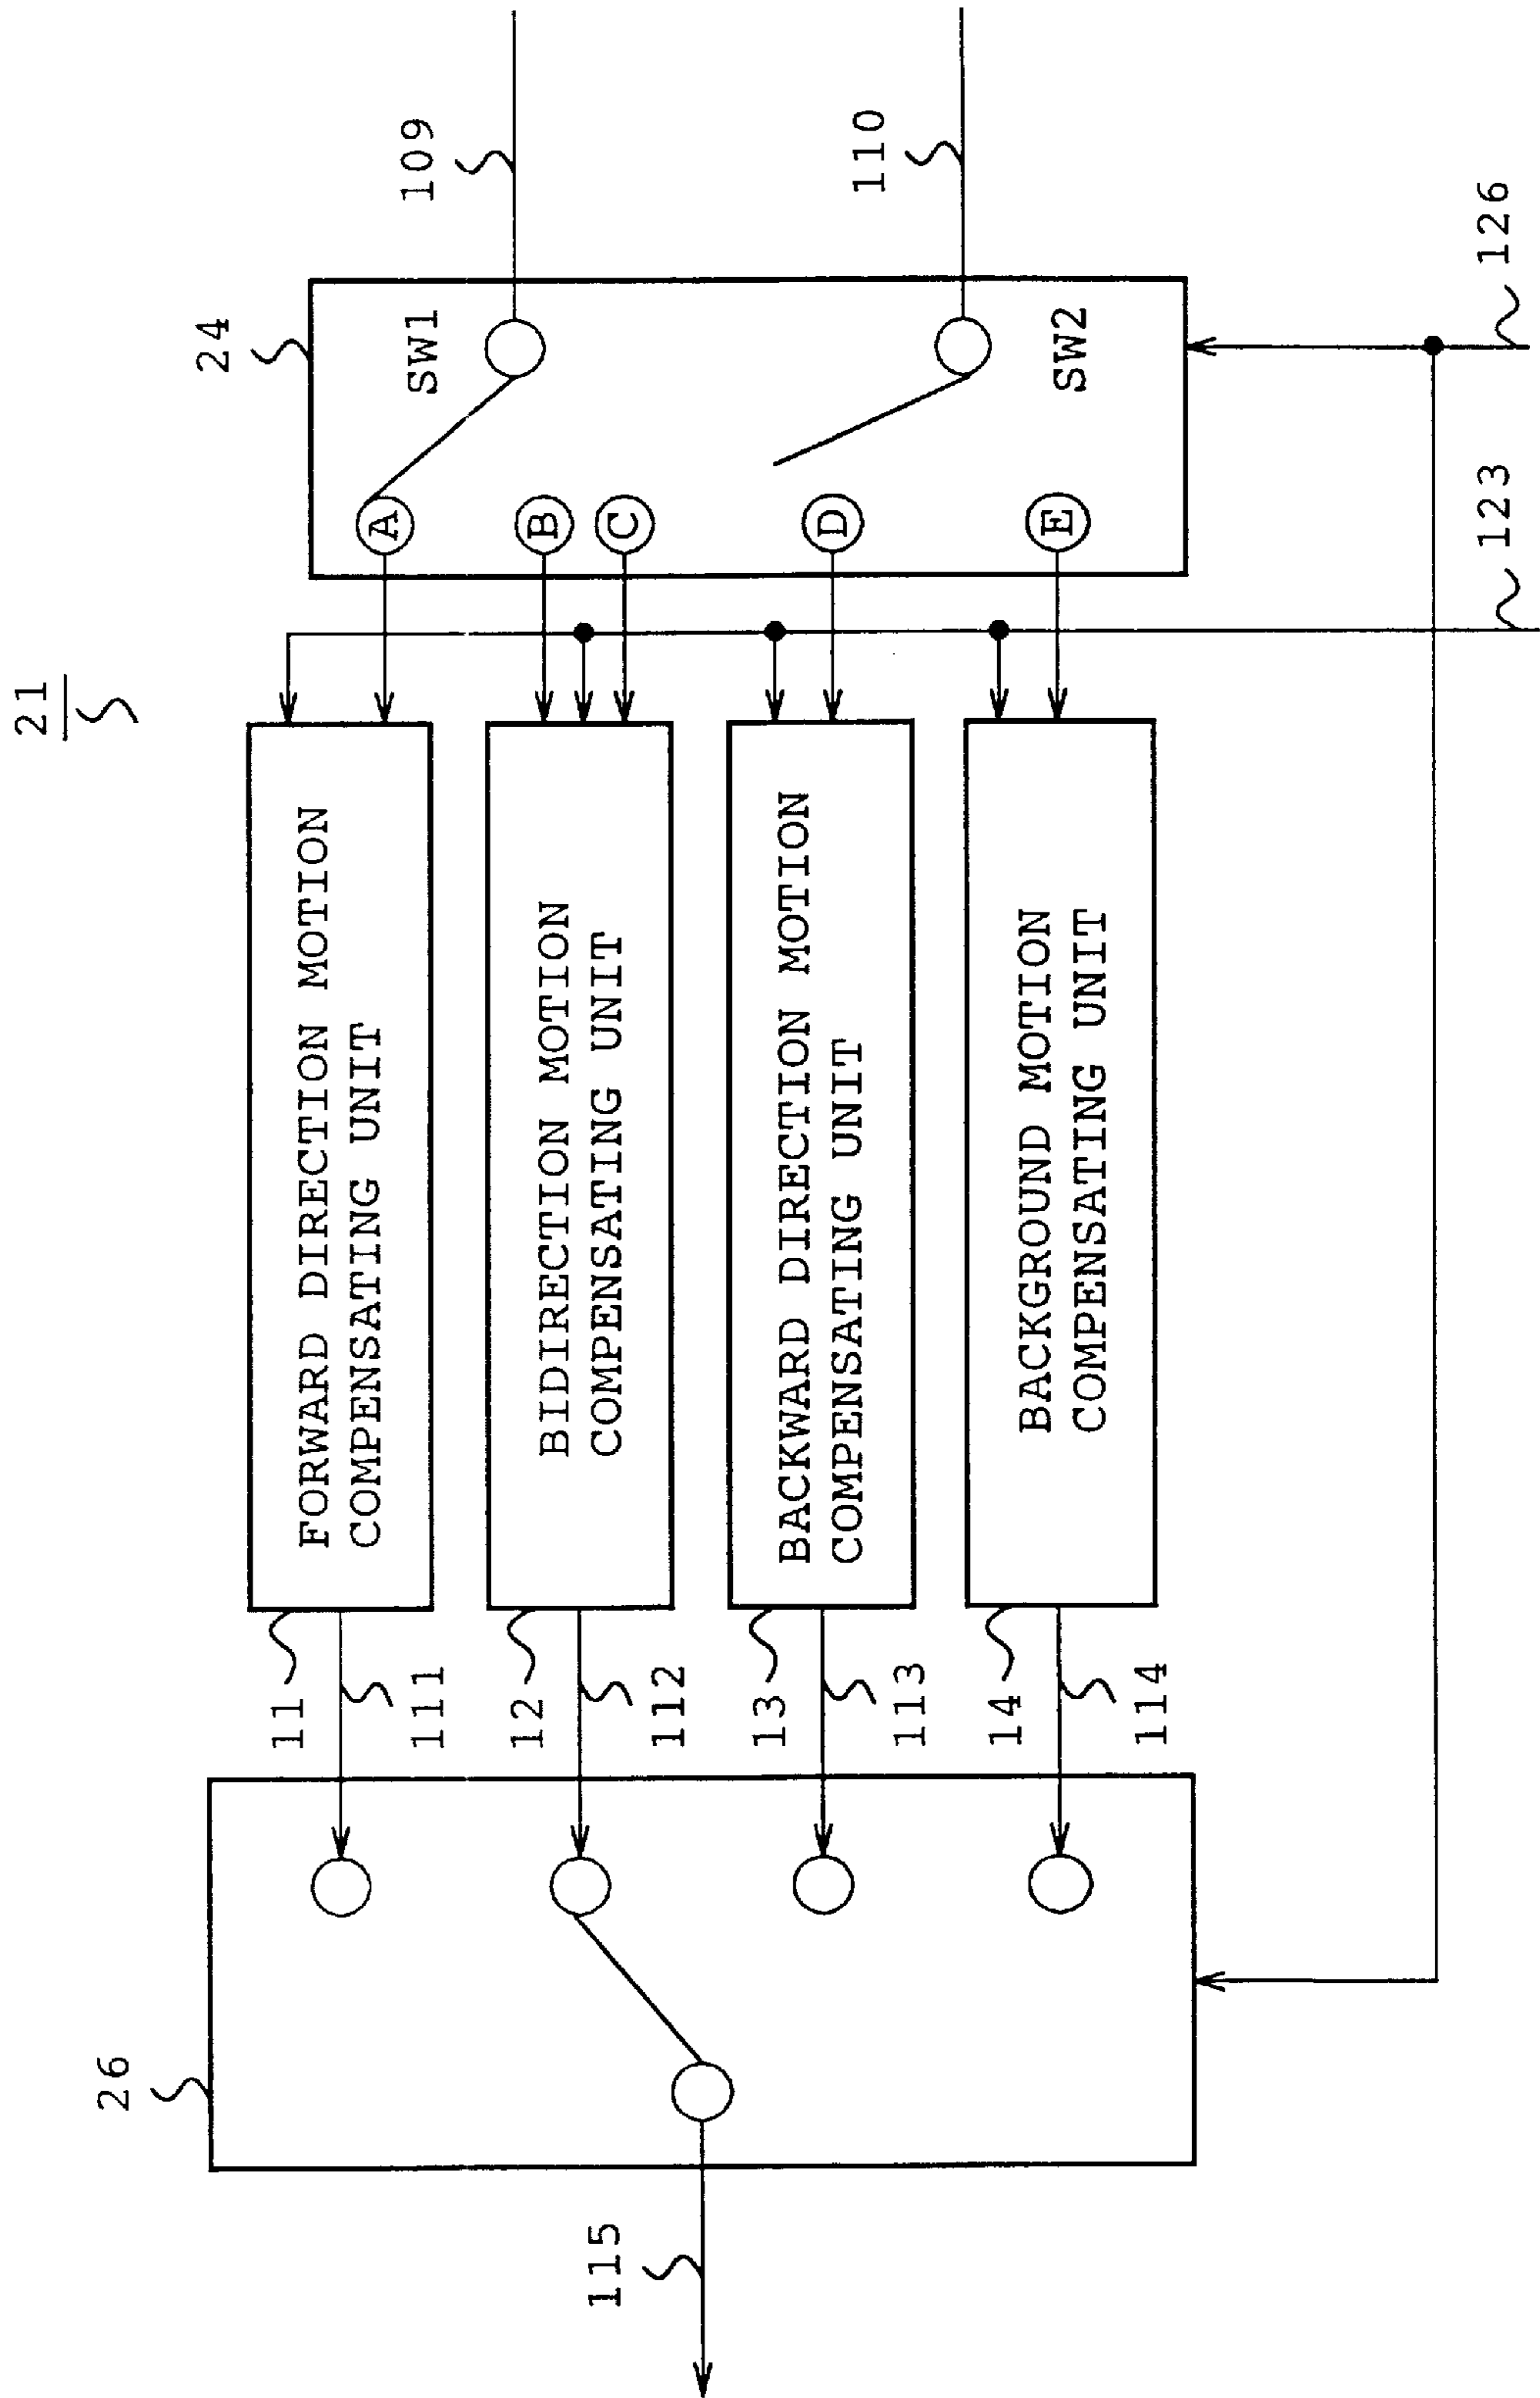 21
24
109
SW1
A
B
C
D
E
110
SW2
126
123
FORWARD DIRECTION MOTION
COMPENSATING UNIT
BIDIRECTION MOTION
COMPENSATING UNIT
BACKWARD DIRECTION MOTION
COMPENSATING UNIT
BACKGROUND MOTION
COMPENSATING UNIT
11
111
12
112
13
113
14
114
26
115